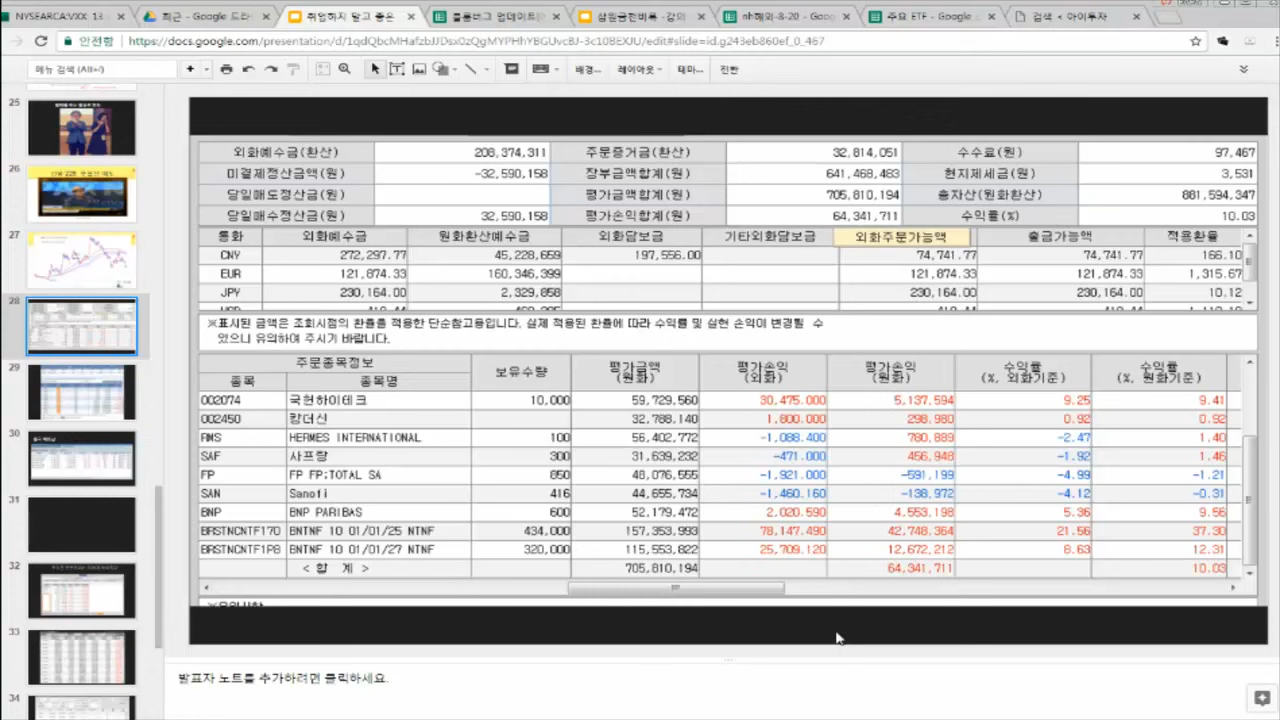 NYSEARCA:VXX 13
최근 - Google 드라
취업하지 말고 좋은
블룸버그 업데이트(
삼원금전비록 -강의
nh해외-8-20 - Goo
주요 ETF - Google
검색 < 아이투자
안전함 https://docs.google.com/presentation/d/1qdQbcMHafzbJJDsx0zQgMYPHhYBGUvcBJ-3c10BEXJU/edit#slide=id.g243eb860ef_0_467
메뉴 검색 (Alt+/) 배경... 레이아웃 테마... 전환
25
26
27
28
29
30
31
32
33
34
외화예수금(환산) 208,374,311 주문증거금(환산) 32,814,051 수수료(원) 97,467
미결제정산금액(원) -32,590,158 장부금액합계(원) 641,468,483 현지제세금(원) 3,531
당일매도정산금(원) 평가금액합계(원) 705,810,194 총자산(원화환산) 881,594,347
당일매수정산금(원) 32,590,158 평가손익합계(원) 64,341,711 수익률(%) 10.03
통화 외화예수금 원화환산예수금 외화담보금 기타외화담보금 외화주문가능액 출금가능액 적용환율
CNY 272,297.77 45,228,659 197,556.00 74,741.77 74,741.77 166.10
EUR 121,874.33 160,346,399 121,874.33 121,874.33 1,315.67
JPY 230,164.00 2,329,858 230,164.00 230,164.00 10.12
※표시된 금액은 조회시점의 환율을 적용한 단순참고용입니다. 실제 적용된 환율에 따라 수익률 및 실현 손익이 변경될 수
있으니 유의하여 주시기 바랍니다.
주문종목정보 보유수량 평가금액 (원화) 평가손익 (외화) 평가손익 (원화) 수익률 (%, 외화기준) 수익률 (%, 원화기준)
종목 종목명
002074 국헌하이테크 10,000 59,729,560 30,475.000 5,137,594 9.25 9.41
002450 캉더신 32,788,140 1,800.000 298,980 0.92 0.92
RMS HERMES INTERNATIONAL 100 56,402,772 -1,088.400 780,889 -2.47 1.40
SAF 사프랑 300 31,639,232 -471.000 456,948 -1.92 1.46
FP FP FP;TOTAL SA 850 48,076,555 -1,921.000 -591,199 -4.99 -1.21
SAN Sanofi 416 44,655,734 -1,460.160 -138,972 -4.12 -0.31
BNP BNP PARIBAS 600 52,179,472 2,020.590 4,553,198 5.36 9.56
BRSTNCNTF170 BNTNF 10 01/01/25 NTNF 434,000 157,353,993 78,147.490 42,748,364 21.56 37.30
BRSTNCNTF1P8 BNTNF 10 01/01/27 NTNF 320,000 115,553,822 25,709.120 12,672,212 8.63 12.31
< 합 계 > 705,810,194 64,341,711 10.03
발표자 노트를 추가하려면 클릭하세요.